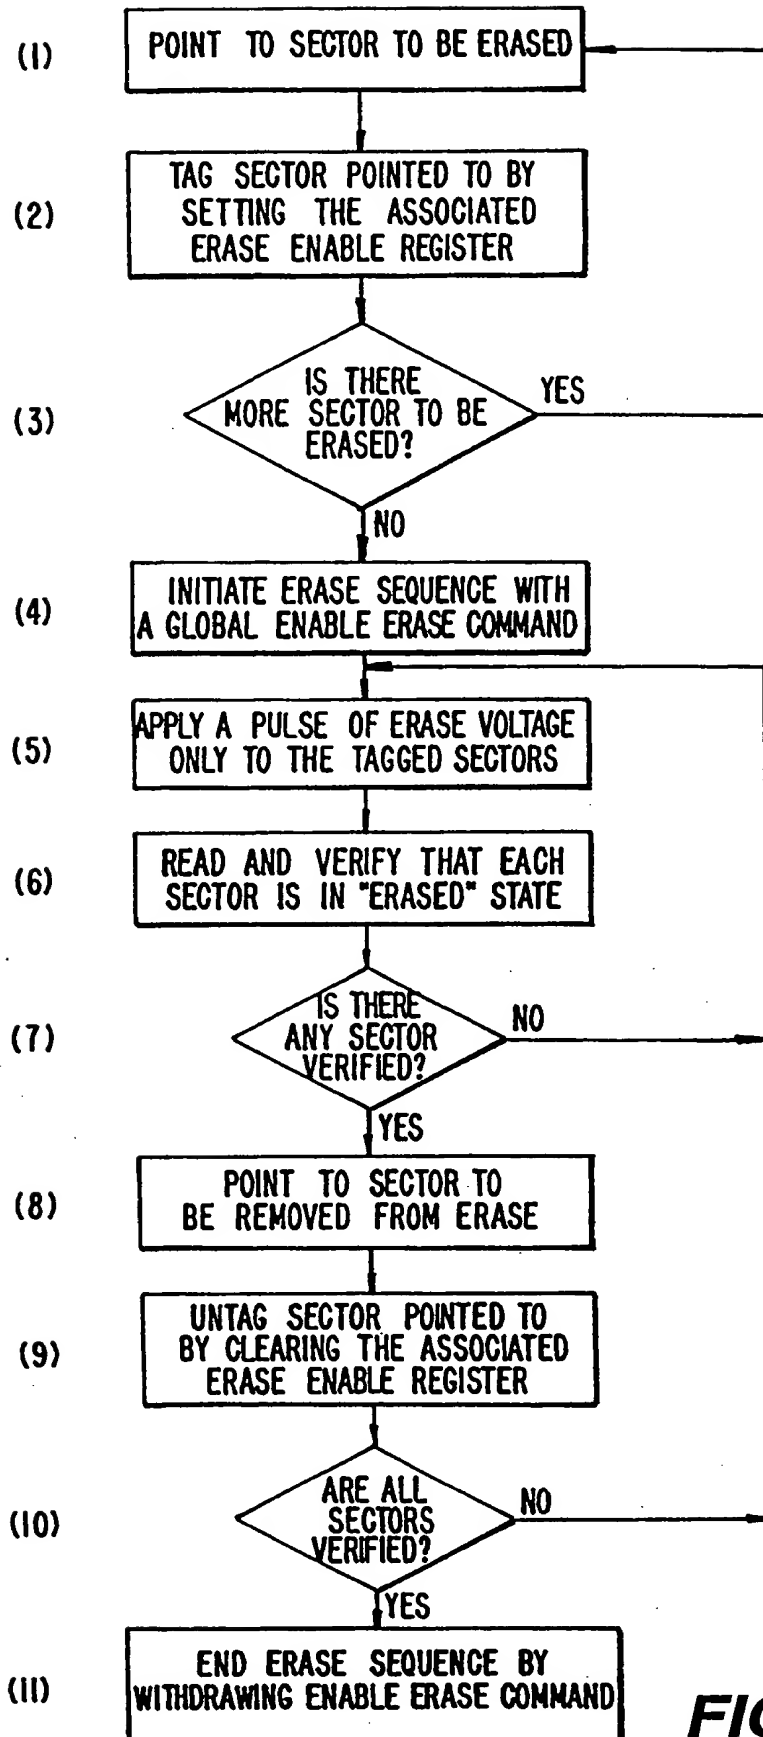 (1)
POINT TO SECTOR TO BE ERASED
(2)
TAG SECTOR POINTED TO BY
SETTING THE ASSOCIATED
ERASE ENABLE REGISTER
(3)
IS THERE
MORE SECTOR TO BE
ERASED?
YES
NO
(4)
INITIATE ERASE SEQUENCE WITH
A GLOBAL ENABLE ERASE COMMAND
(5)
APPLY A PULSE OF ERASE VOLTAGE
ONLY TO THE TAGGED SECTORS
(6)
READ AND VERIFY THAT EACH
SECTOR IS IN "ERASED" STATE
(7)
IS THERE
ANY SECTOR
VERIFIED?
NO
YES
(8)
POINT TO SECTOR TO
BE REMOVED FROM ERASE
(9)
UNTAG SECTOR POINTED TO
BY CLEARING THE ASSOCIATED
ERASE ENABLE REGISTER
(10)
ARE ALL
SECTORS
VERIFIED?
NO
YES
(11)
END ERASE SEQUENCE BY
WITHDRAWING ENABLE ERASE COMMAND